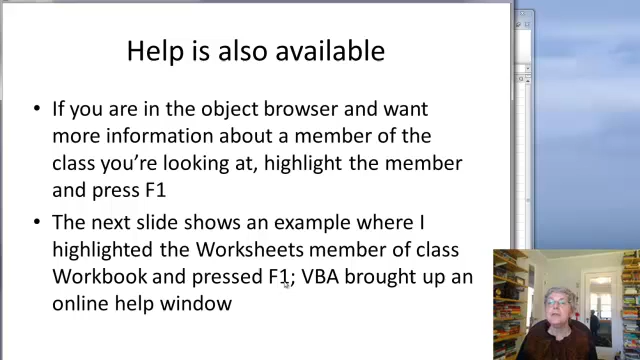 Help is also available
• If you are in the object browser and want
more information about a member of the
class you're looking at, highlight the member
and press F1
• The next slide shows an example where I
highlighted the Worksheets member of class
Workbook and pressed F1; VBA brought up an
online help window